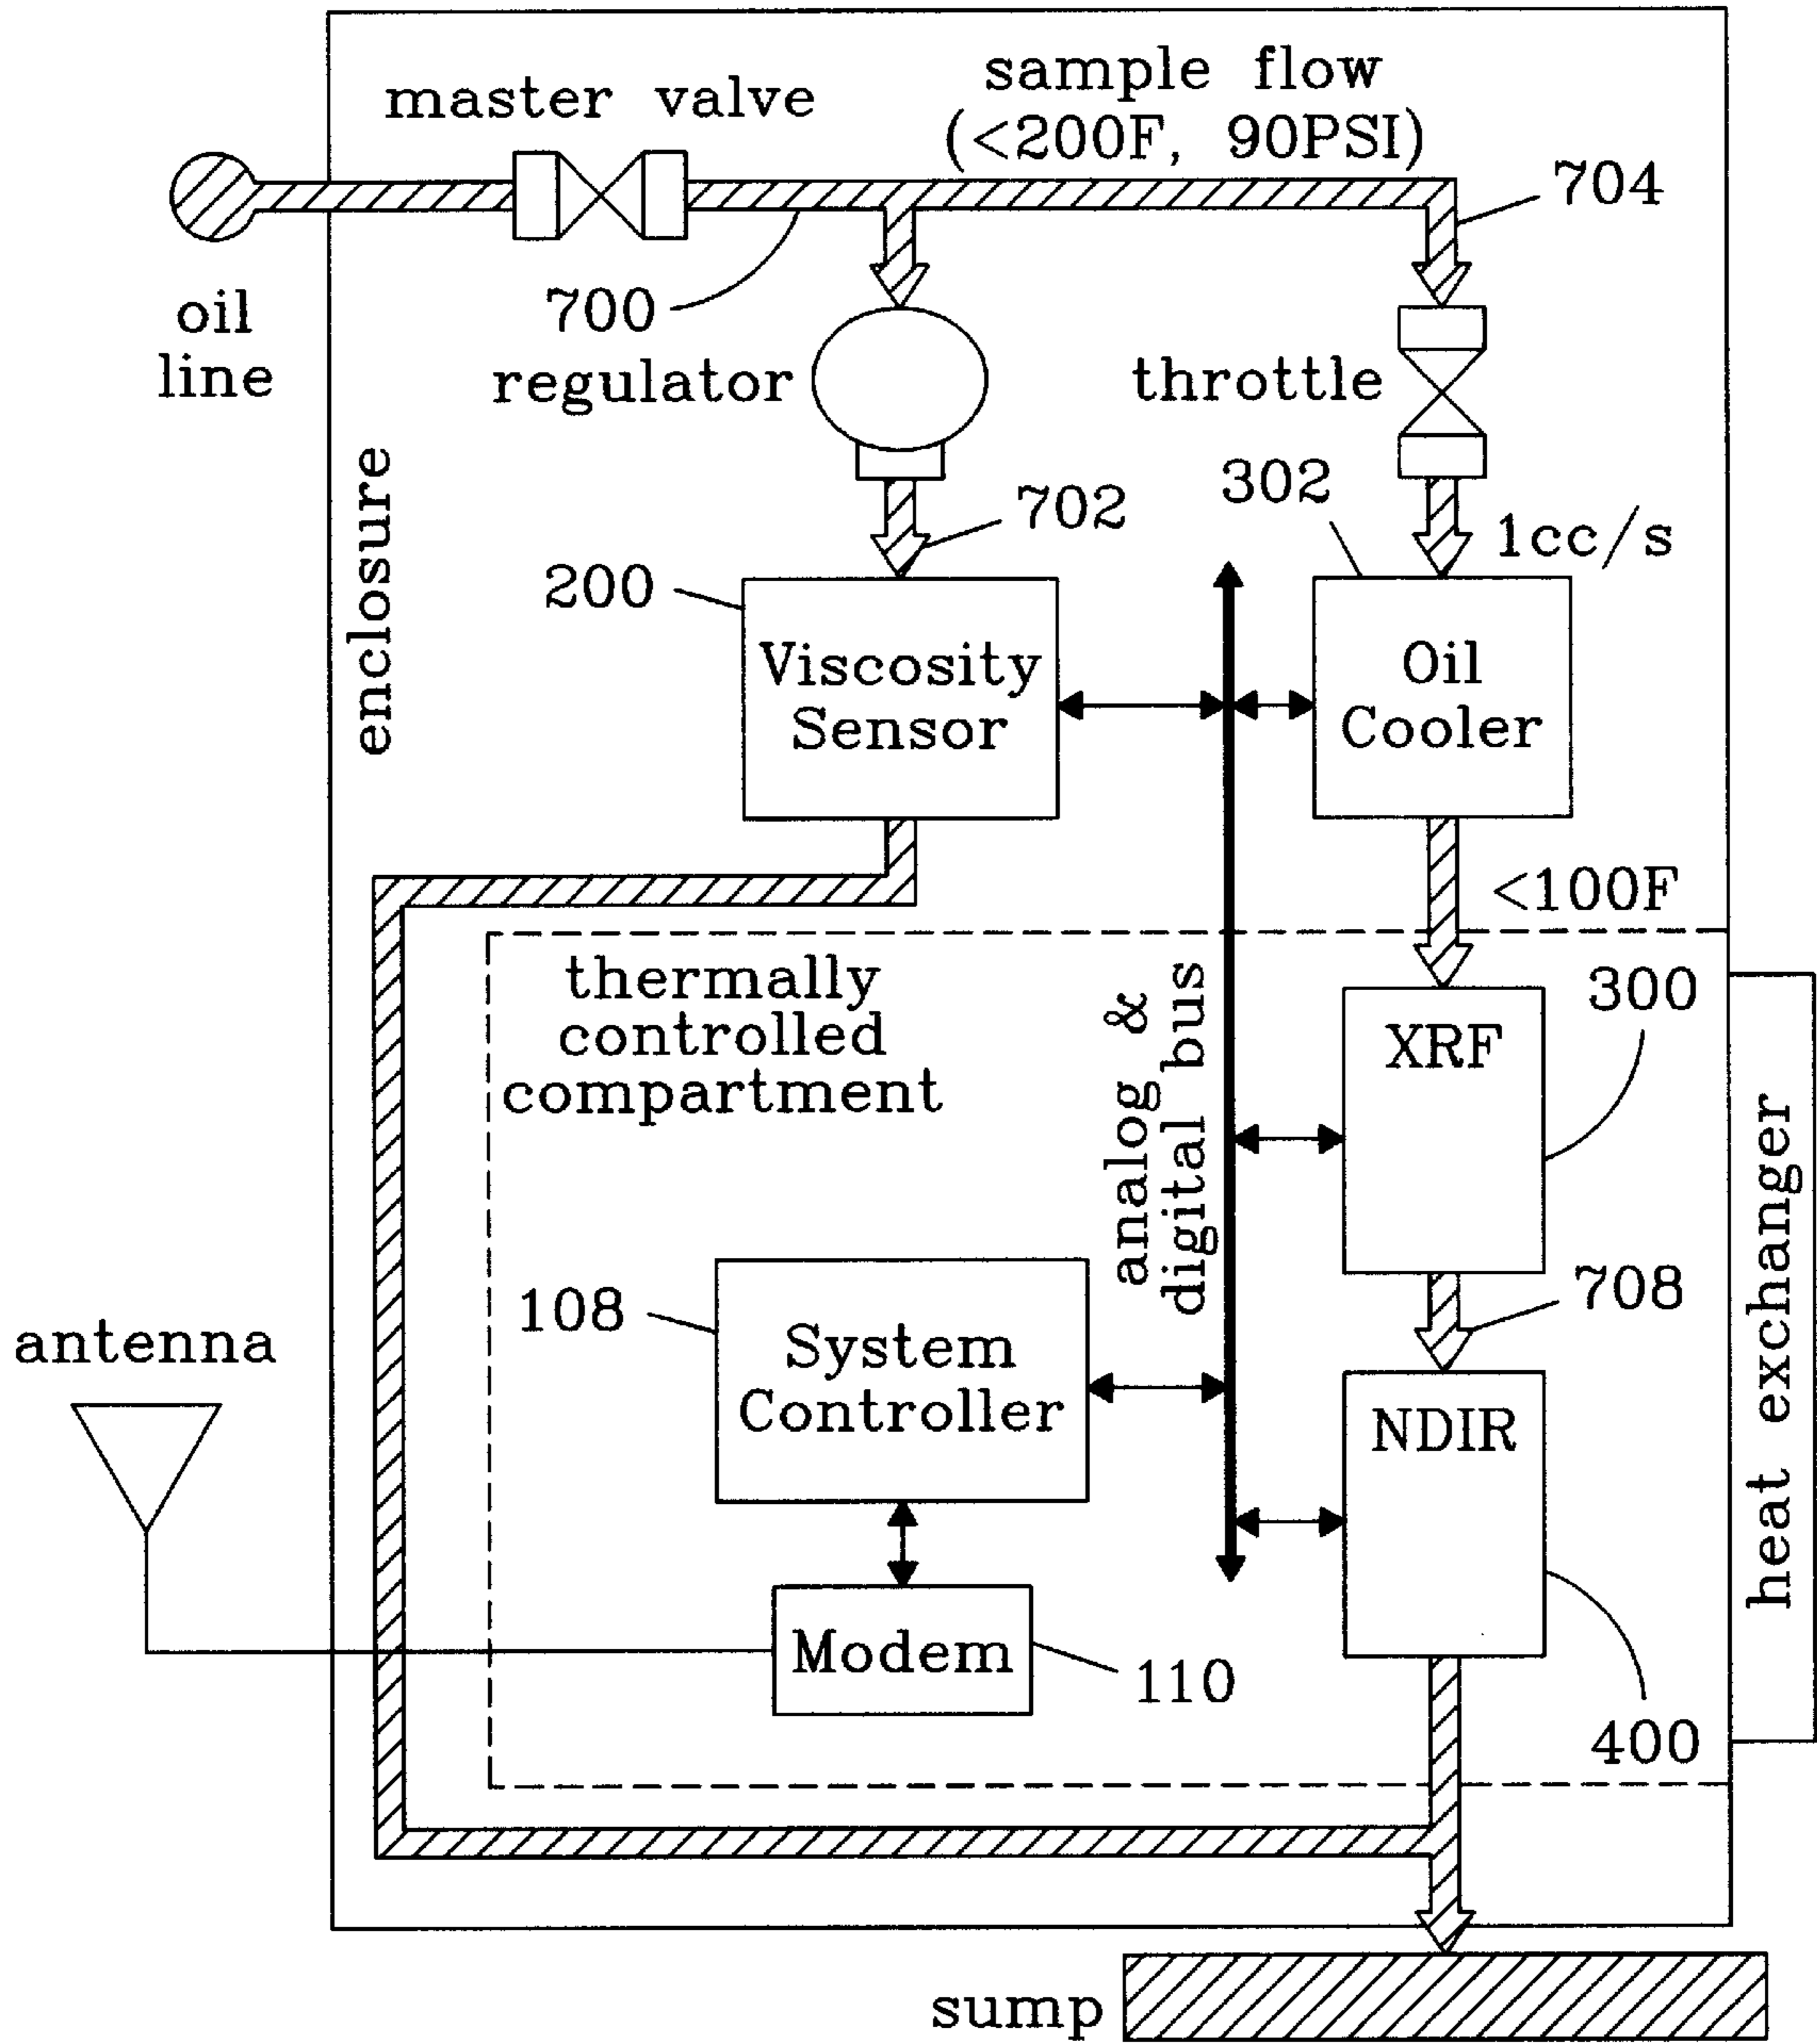 sample flow
(<200F, 90PSI)
master valve
704
oil
line
700
regulator
throttle
enclosure
302
702
1cc/s
200
Viscosity
Sensor
Oil
Cooler
<100F
thermally
controlled
compartment
analog &
digital bus
300
XRF
heat exchanger
108
708
antenna
System
Controller
NDIR
Modem
110
400
sump